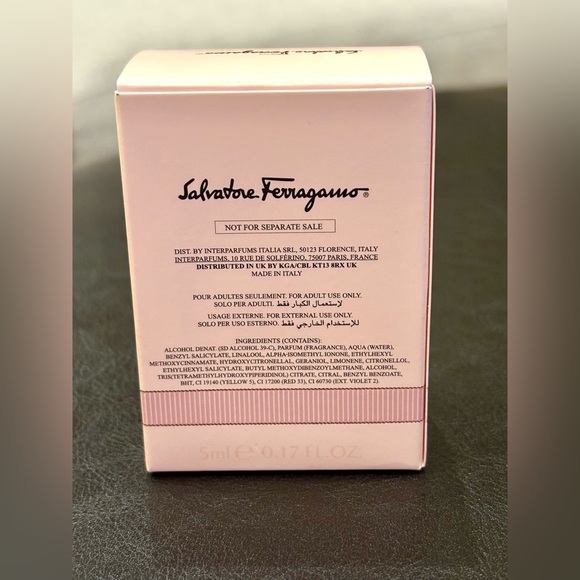 Salvatore Ferragamo
Salvatore Ferragamo®
NOT FOR SEPARATE SALE
DIST. BY INTERPARFUMS ITALIA SRL, 50123 FLORENCE, ITALY
INTERPARFUMS, 10 RUE DE SOLFÉRINO, 75007 PARIS, FRANCE
DISTRIBUTED IN UK BY KGA/CBL KT13 8RX UK
MADE IN ITALY
POUR ADULTES SEULEMENT. FOR ADULT USE ONLY.
SOLO PER ADULTI. لاستعمال الكبار فقط
USAGE EXTERNE. FOR EXTERNAL USE ONLY.
SOLO PER USO ESTERNO. للإستخدام الخارجي فقط
INGREDIENTS (CONTAINS):
ALCOHOL DENAT. (SD ALCOHOL 39-C), PARFUM (FRAGRANCE), AQUA (WATER),
BENZYL SALICYLATE, LINALOOL, ALPHA-ISOMETHYL IONONE, ETHYLHEXYL
METHOXYCINNAMATE, HYDROXYCITRONELLAL, GERANIOL, LIMONENE, CITRONELLOL,
ETHYLHEXYL SALICYLATE, BUTYL METHOXYDIBENZOYLMETHANE, ALCOHOL,
TRIS(TETRAMETHYLHYDROXYPIPERIDINOL) CITRATE, CITRAL, BENZYL BENZOATE,
BHT, CI 19140 (YELLOW 5), CI 17200 (RED 33), CI 60730 (EXT. VIOLET 2).
5ml ℮ 0.17 FL.OZ.